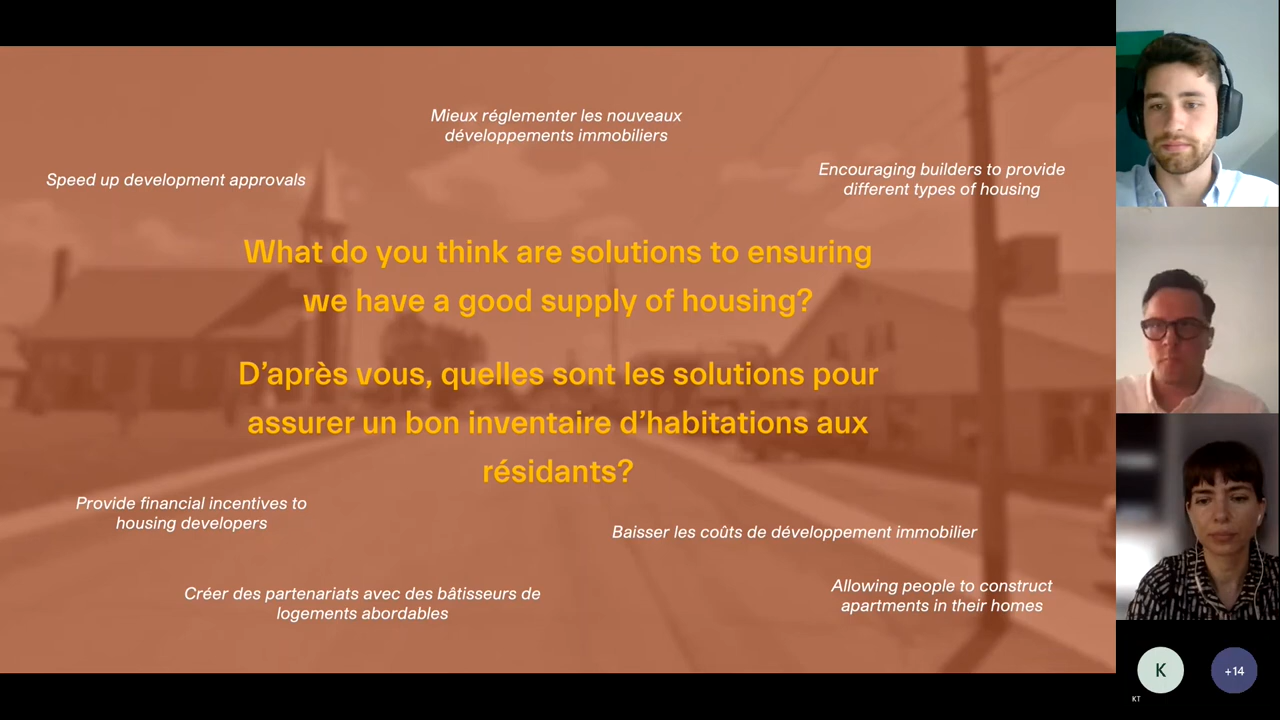 Mieux réglementer les nouveaux
développements immobiliers
Speed up development approvals
Encouraging builders to provide
different types of housing
What do you think are solutions to ensuring
we have a good supply of housing?
D’après vous, quelles sont les solutions pour
assurer un bon inventaire d’habitations aux
résidants?
Provide financial incentives to
housing developers
Baisser les coûts de développement immobilier
Créer des partenariats avec des bâtisseurs de
logements abordables
Allowing people to construct
apartments in their homes
K
+14
KT